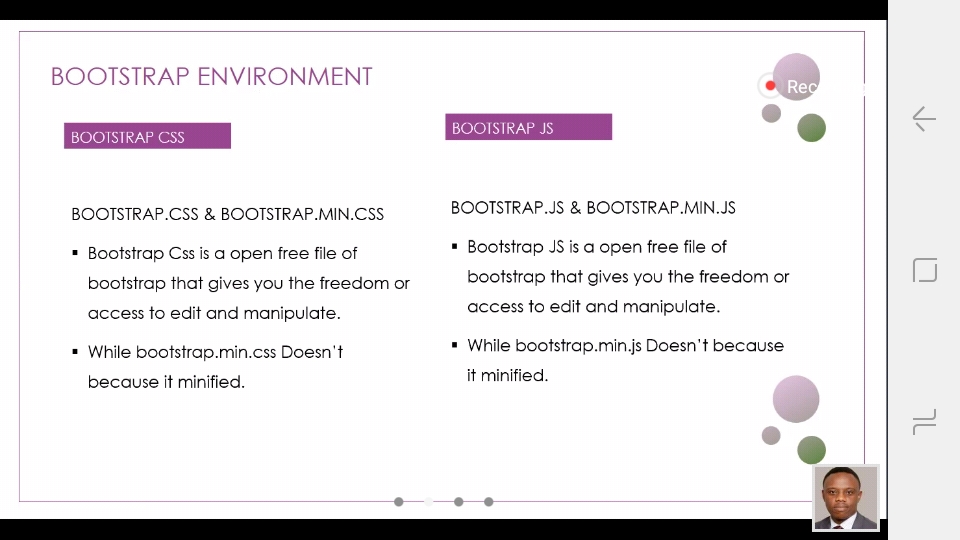 BOOTSTRAP ENVIRONMENT
BOOTSTRAP CSS
BOOTSTRAP.CSS & BOOTSTRAP.MIN.CSS
▪ Bootstrap Css is a open free file of
bootstrap that gives you the freedom or
access to edit and manipulate.
▪ While bootstrap.min.css Doesn't
because it minified.
BOOTSTRAP JS
BOOTSTRAP.JS & BOOTSTRAP.MIN.JS
▪ Bootstrap JS is a open free file of
bootstrap that gives you the freedom or
access to edit and manipulate.
▪ While bootstrap.min.js Doesn't because
it minified.